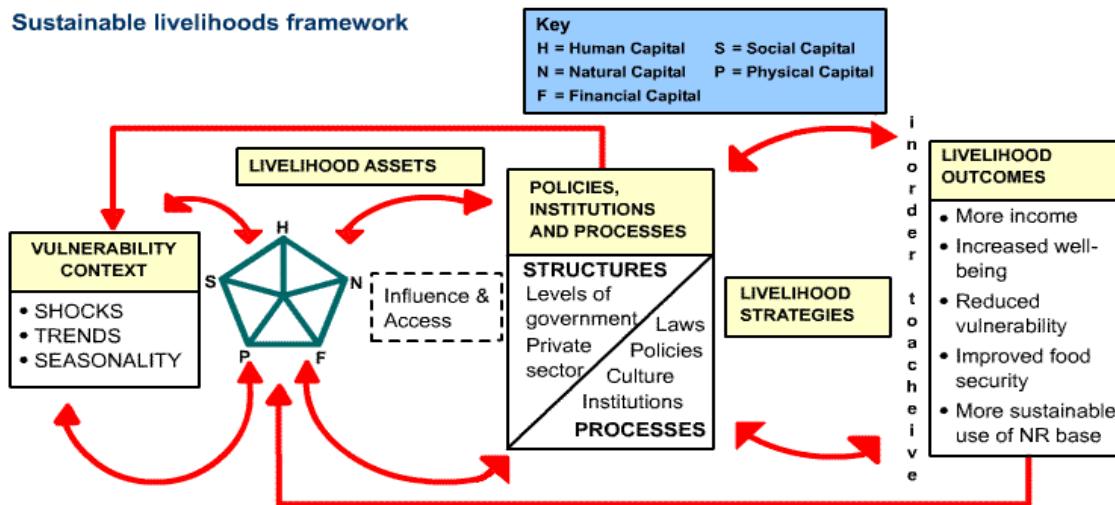 Sustainable livelihoods framework
Key
H = Human Capital S = Social Capital
N = Natural Capital P = Physical Capital
F = Financial Capital
LIVELIHOOD ASSETS
H
S
N
P
F
VULNERABILITY
CONTEXT
• SHOCKS
• TRENDS
• SEASONALITY
Influence &
Access
POLICIES,
INSTITUTIONS
AND PROCESSES
STRUCTURES
Levels of
government
Private
sector
Laws
Policies
Culture
Institutions
PROCESSES
LIVELIHOOD
STRATEGIES
inorder toacheive
LIVELIHOOD
OUTCOMES
• More income
• Increased well-
being
• Reduced
vulnerability
• Improved food
security
• More sustainable
use of NR base